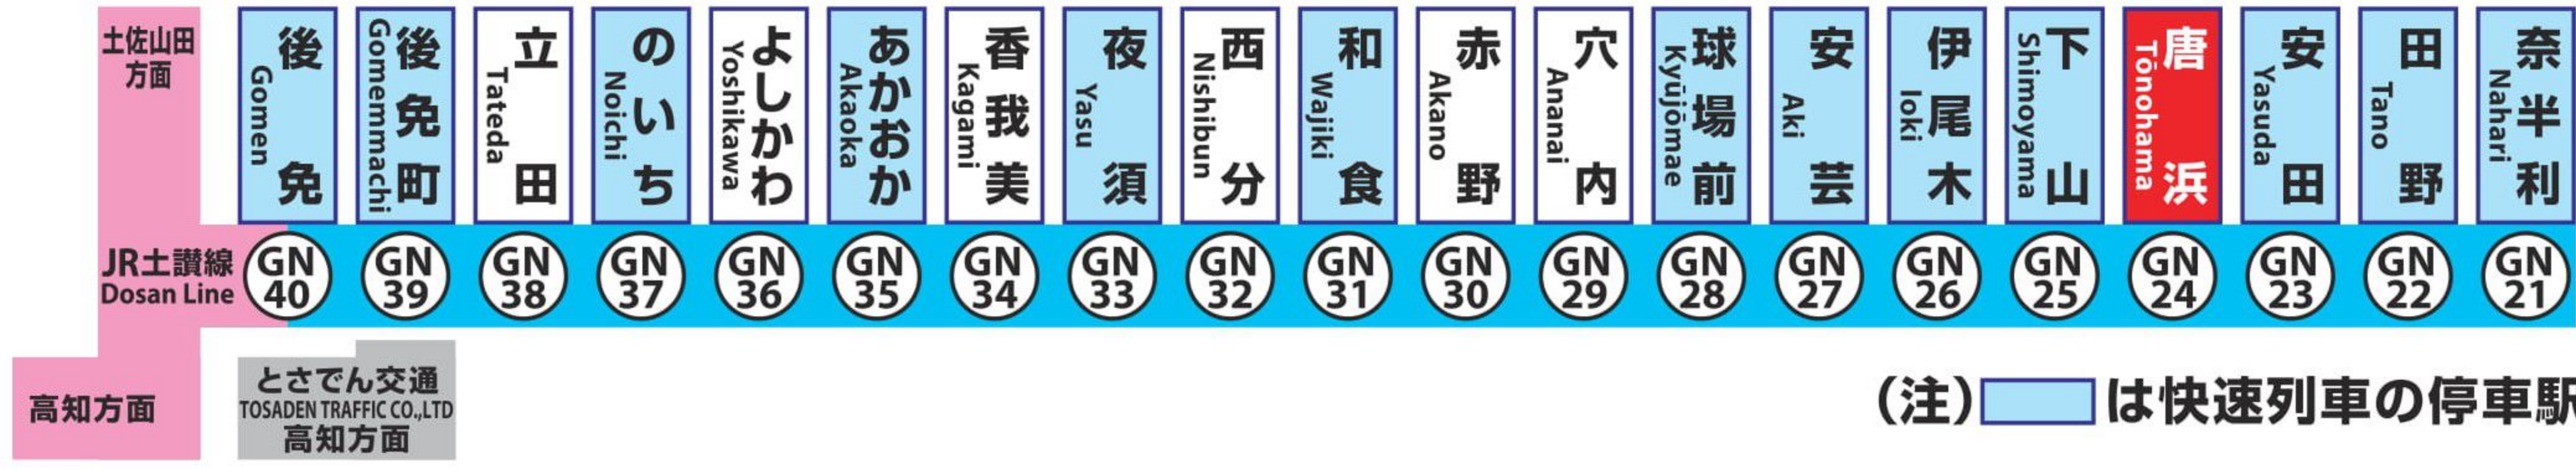 土佐山田
方面
後免
Gomen
後免町
Gomemmachi
立田
Tateda
のいち
Noichi
よしかわ
Yoshikawa
あかおか
Akaoka
香我美
Kagami
夜須
Yasu
西分
Nishibun
和食
Wajiki
赤野
Akano
穴内
Ananai
球場前
Kyūjōmae
安芸
Aki
伊尾木
Ioki
下山
Shimoyama
唐浜
Tōnohama
安田
Yasuda
田野
Tano
奈半利
Nahari
JR土讃線
Dosan Line
GN
40
GN
39
GN
38
GN
37
GN
36
GN
35
GN
34
GN
33
GN
32
GN
31
GN
30
GN
29
GN
28
GN
27
GN
26
GN
25
GN
24
GN
23
GN
22
GN
21
高知方面
とさでん交通
TOSADEN TRAFFIC CO.,LTD
高知方面
(注) は快速列車の停車駅